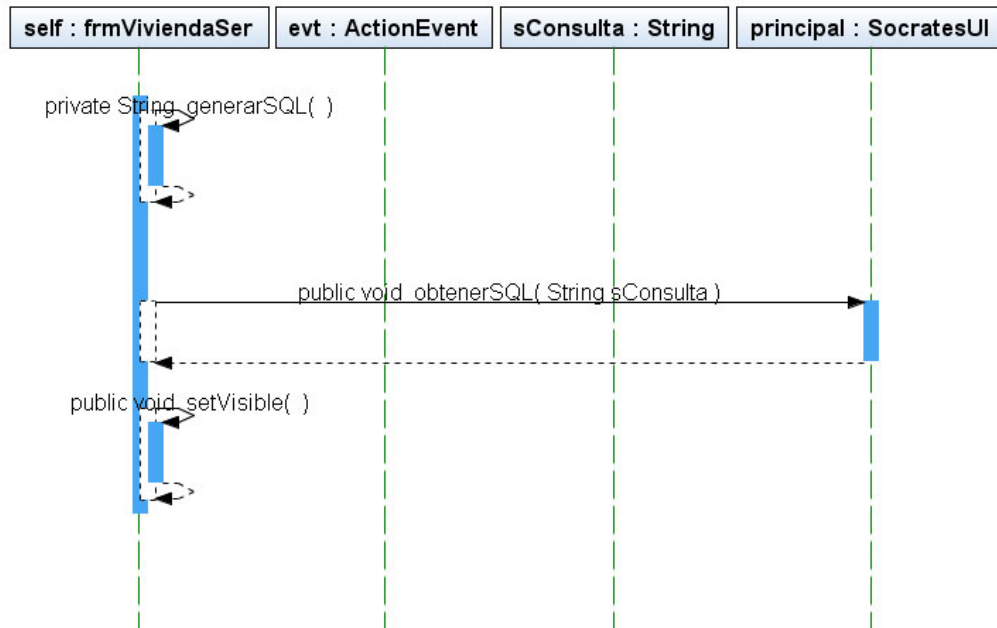 self : frmViviendaSer
evt : ActionEvent
sConsulta : String
principal : SocratesUI
private String generarSQL( )
public void obtenerSQL( String sConsulta )
public void setVisible( )